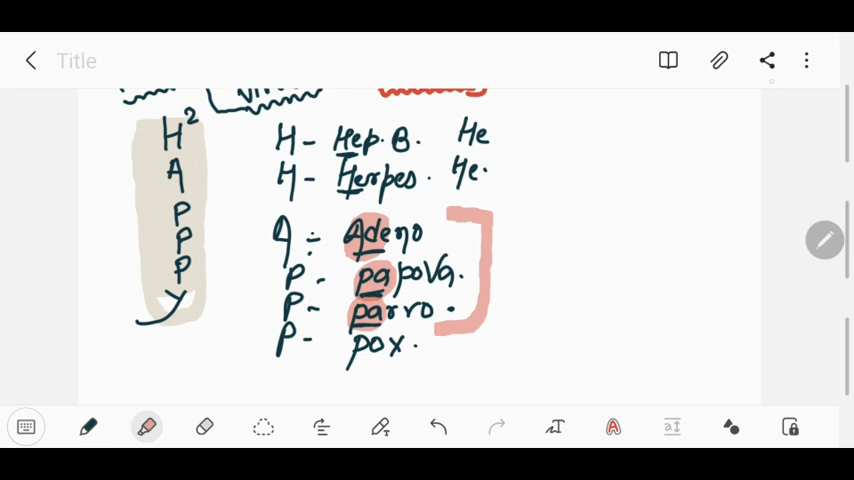 Title
H²
A
P
P
P
Y
H - Hep. B. He
H - Herpes. He.
A ÷ Adeno
P - papova.
P - parvo.
P - pox.